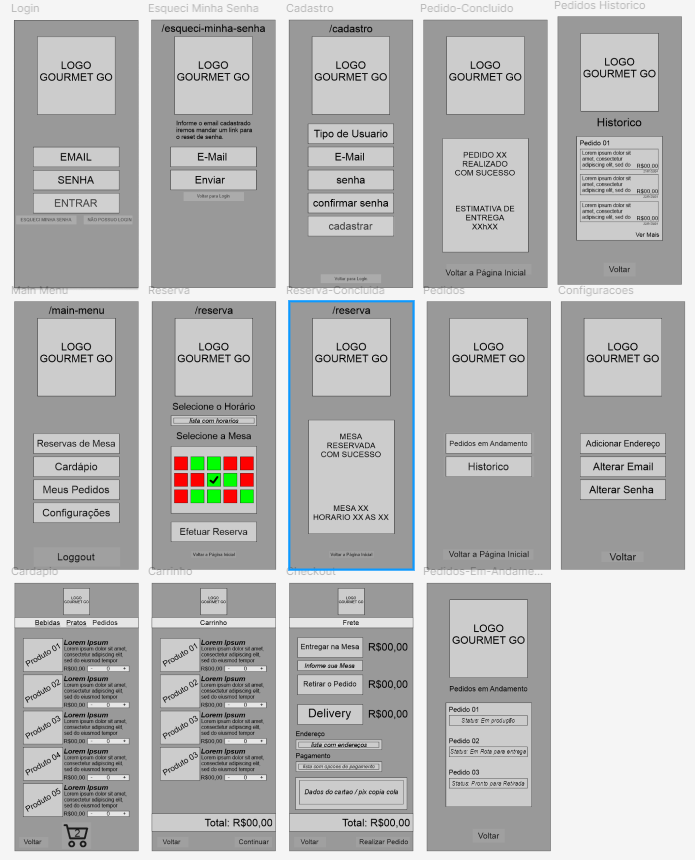 Login
LOGO
GOURMET GO
EMAIL
SENHA
ENTRAR
ESQUECI MINHA SENHA
NÃO POSSUO LOGIN
Esqueci Minha Senha
/esqueci-minha-senha
LOGO
GOURMET GO
Informe o email cadastrado
iremos mandar um link para
o reset de senha.
E-Mail
Enviar
Voltar para Login
Cadastro
/cadastro
LOGO
GOURMET GO
Tipo de Usuario
E-Mail
senha
confirmar senha
cadastrar
Voltar para Login
Pedido-Concluido
LOGO
GOURMET GO
PEDIDO XX
REALIZADO
COM SUCESSO
ESTIMATIVA DE
ENTREGA
XXhXX
Voltar a Página Inicial
Pedidos Historico
LOGO
GOURMET GO
Historico
Pedido 01
Lorem ipsum dolor sit
amet, consectetur
adipiscing elit, sed do
R$00,00
Lorem ipsum dolor sit
amet, consectetur
adipiscing elit, sed do
R$00,00
Lorem ipsum dolor sit
amet, consectetur
adipiscing elit, sed do
R$00,00
Ver Mais
Voltar
Main Menu
/main-menu
LOGO
GOURMET GO
Reservas de Mesa
Cardápio
Meus Pedidos
Configurações
Loggout
Reserva
/reserva
LOGO
GOURMET GO
Selecione o Horário
lista com horarios
Selecione a Mesa
Efetuar Reserva
Voltar a Página Inicial
Reserva-Concluida
/reserva
LOGO
GOURMET GO
MESA
RESERVADA
COM SUCESSO
MESA XX
HORARIO XX AS XX
Voltar a Página Inicial
Pedidos
LOGO
GOURMET GO
Pedidos em Andamento
Historico
Voltar a Página Inicial
Configuracoes
LOGO
GOURMET GO
Adicionar Endereço
Alterar Email
Alterar Senha
Voltar
Cardapio
LOGO
GOURMET GO
Bebidas Pratos Pedidos
Produto 01
Lorem Ipsum
Lorem ipsum dolor sit amet,
consectetur adipiscing elit,
sed do eiusmod tempor
R$00,00 - 0 +
Produto 02
Lorem Ipsum
Lorem ipsum dolor sit amet,
consectetur adipiscing elit,
sed do eiusmod tempor
R$00,00 - 0 +
Produto 03
Lorem Ipsum
Lorem ipsum dolor sit amet,
consectetur adipiscing elit,
sed do eiusmod tempor
R$00,00 - 0 +
Produto 04
Lorem Ipsum
Lorem ipsum dolor sit amet,
consectetur adipiscing elit,
sed do eiusmod tempor
R$00,00 - 0 +
Produto 05
Lorem Ipsum
Lorem ipsum dolor sit amet,
consectetur adipiscing elit,
sed do eiusmod tempor
R$00,00 - 0 +
Voltar
2
Carrinho
LOGO
GOURMET GO
Carrinho
Produto 01
Lorem Ipsum
Lorem ipsum dolor sit amet,
consectetur adipiscing elit,
sed do eiusmod tempor
R$00,00 - 0 +
Produto 02
Lorem Ipsum
Lorem ipsum dolor sit amet,
consectetur adipiscing elit,
sed do eiusmod tempor
R$00,00 - 0 +
Produto 03
Lorem Ipsum
Lorem ipsum dolor sit amet,
consectetur adipiscing elit,
sed do eiusmod tempor
R$00,00 - 0 +
Produto 03
Lorem Ipsum
Lorem ipsum dolor sit amet,
consectetur adipiscing elit,
sed do eiusmod tempor
R$00,00 - 0 +
Total: R$00,00
Voltar
Continuar
Checkout
LOGO
GOURMET GO
Frete
Entregar na Mesa
R$00,00
Informe sua Mesa
Retirar o Pedido
R$00,00
Delivery
R$00,00
Endereço
lista com endereços
Pagamento
lista com opcoes de pagamento
Dados do cartao / pix copia cola
Total: R$00,00
Voltar
Realizar Pedido
Pedidos-Em-Andame...
LOGO
GOURMET GO
Pedidos em Andamento
Pedido 01
Status: Em produção
Pedido 02
Status: Em Rota para entrega
Pedido 03
Status: Pronto para Retirada
Voltar